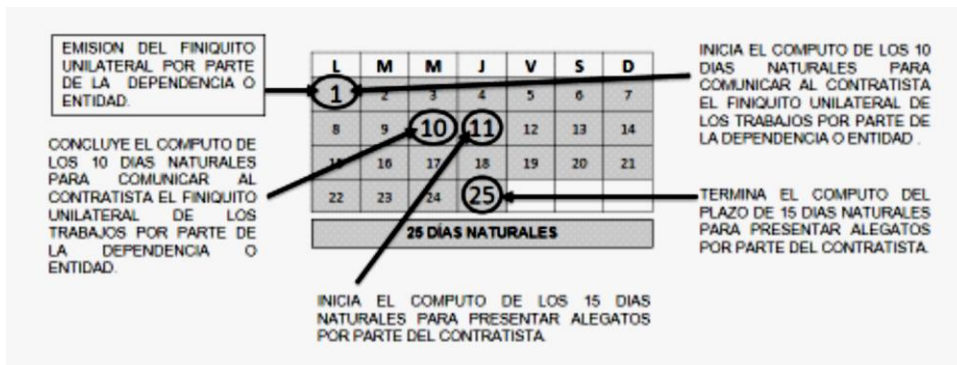 EMISION DEL FINIQUITO
UNILATERAL POR PARTE
DE LA DEPENDENCIA O
ENTIDAD.
CONCLUYE EL COMPUTO DE
LOS 10 DIAS NATURALES
PARA COMUNICAR AL
CONTRATISTA EL FINIQUITO
UNILATERAL DE LOS
TRABAJOS POR PARTE DE
LA DEPENDENCIA O
ENTIDAD.
L M M J V S D
1 2 3 4 5 6 7
8 9 10 11 12 13 14
15 16 17 18 19 20 21
22 23 24 25
25 DÍAS NATURALES
INICIA EL COMPUTO DE LOS 10
DIAS NATURALES PARA
COMUNICAR AL CONTRATISTA
EL FINIQUITO UNILATERAL DE
LOS TRABAJOS POR PARTE DE
LA DEPENDENCIA O ENTIDAD .
TERMINA EL COMPUTO DEL
PLAZO DE 15 DIAS NATURALES
PARA PRESENTAR ALEGATOS
POR PARTE DEL CONTRATISTA.
INICIA EL COMPUTO DE LOS 15 DIAS
NATURALES PARA PRESENTAR ALEGATOS
POR PARTE DEL CONTRATISTA.